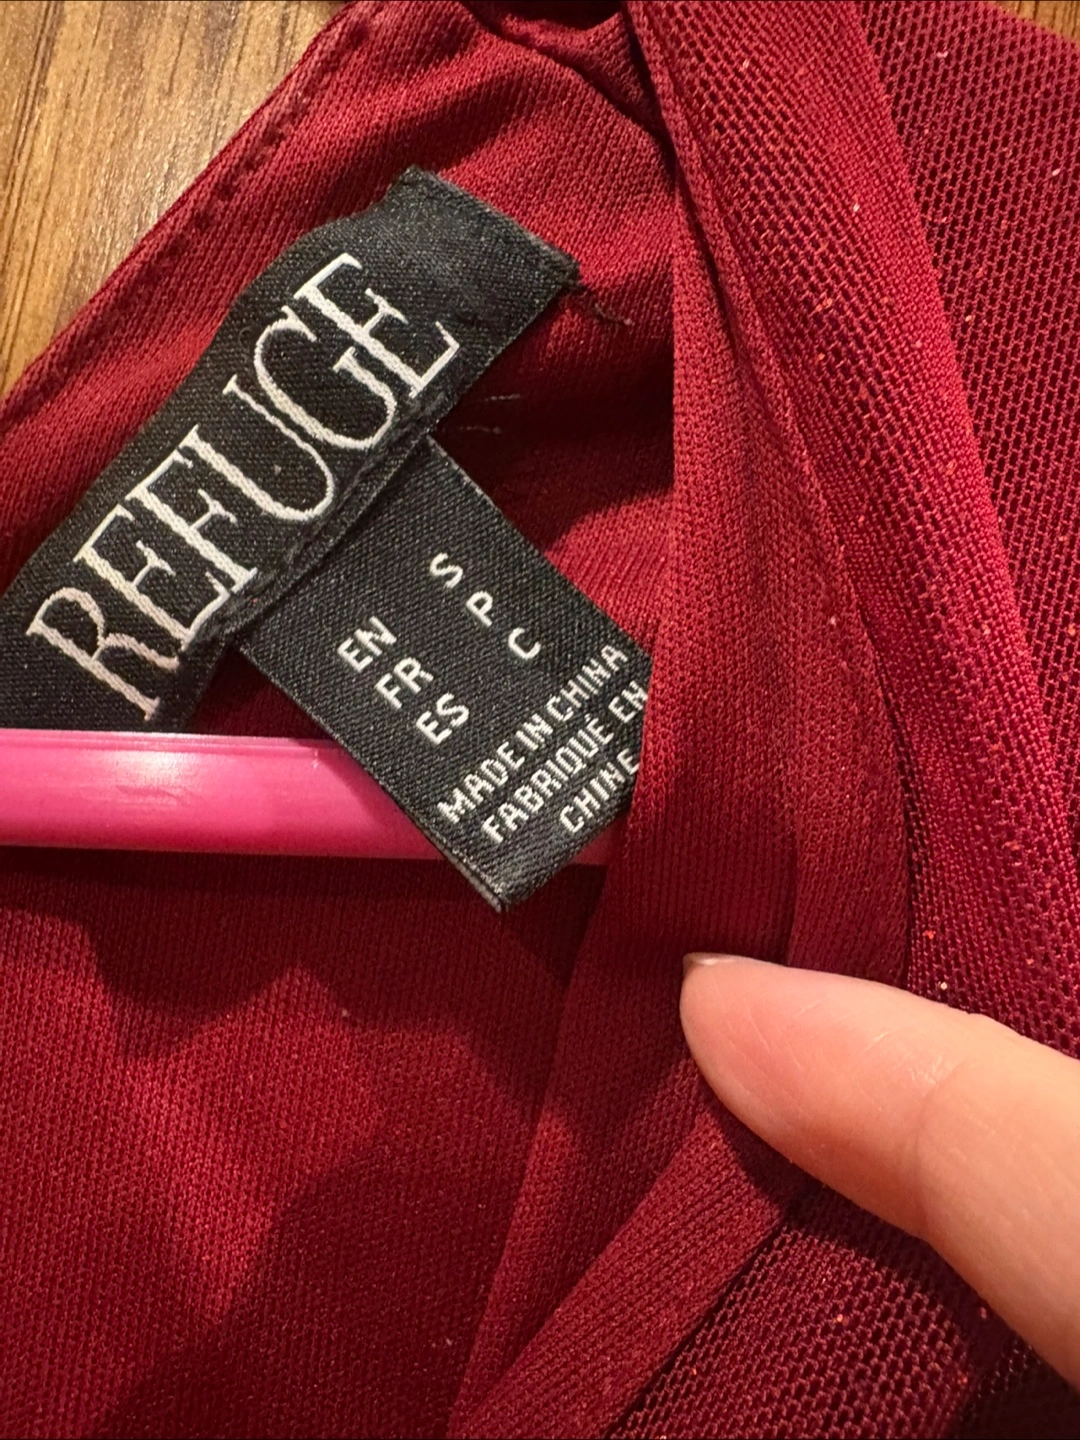 REFUGE
EN S
FR P
ES C
MADE IN CHINA
FABRIQUÉ EN
CHINE